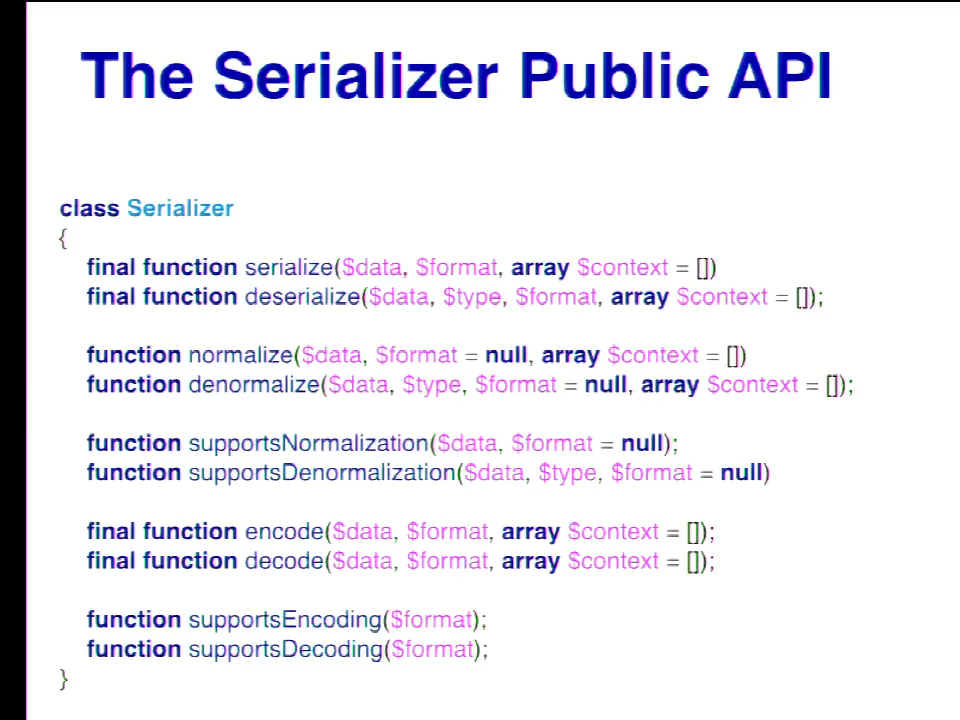 The Serializer Public API
class Serializer
{
final function serialize($data, $format, array $context = [])
final function deserialize($data, $type, $format, array $context = []);
function normalize($data, $format = null, array $context = [])
function denormalize($data, $type, $format = null, array $context = []);
function supportsNormalization($data, $format = null);
function supportsDenormalization($data, $type, $format = null)
final function encode($data, $format, array $context = []);
final function decode($data, $format, array $context = []);
function supportsEncoding($format);
function supportsDecoding($format);
}